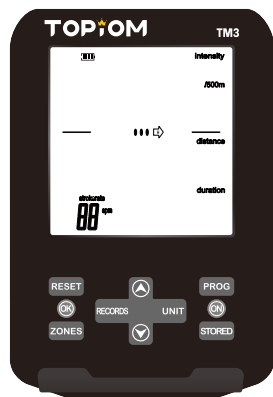 TOPIOM
TM3
intensity
/500m
distance
duration
strokerate
88 spm
RESET
PROG
OK
ON
RECORDS
UNIT
ZONES
STORED